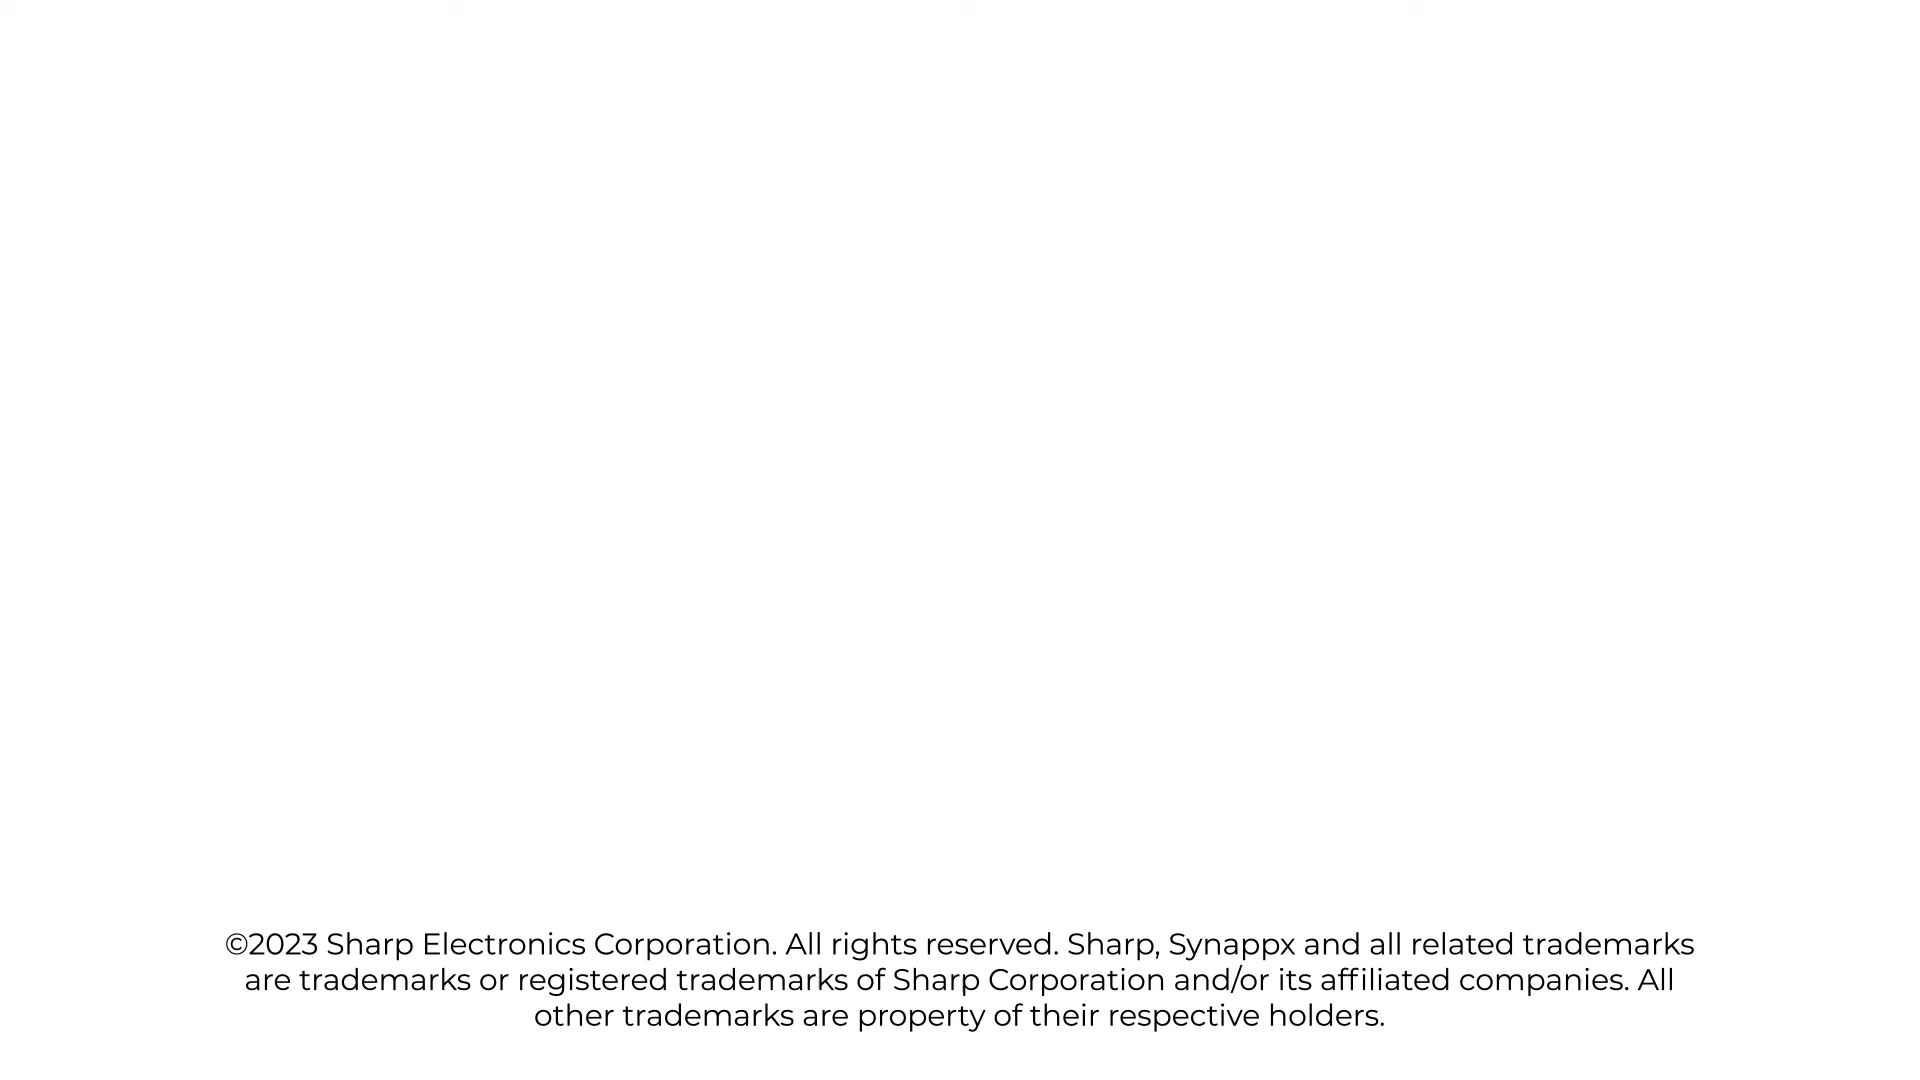 ©2023 Sharp Electronics Corporation. All rights reserved. Sharp, Synappx and all related trademarks
are trademarks or registered trademarks of Sharp Corporation and/or its affiliated companies. All
other trademarks are property of their respective holders.